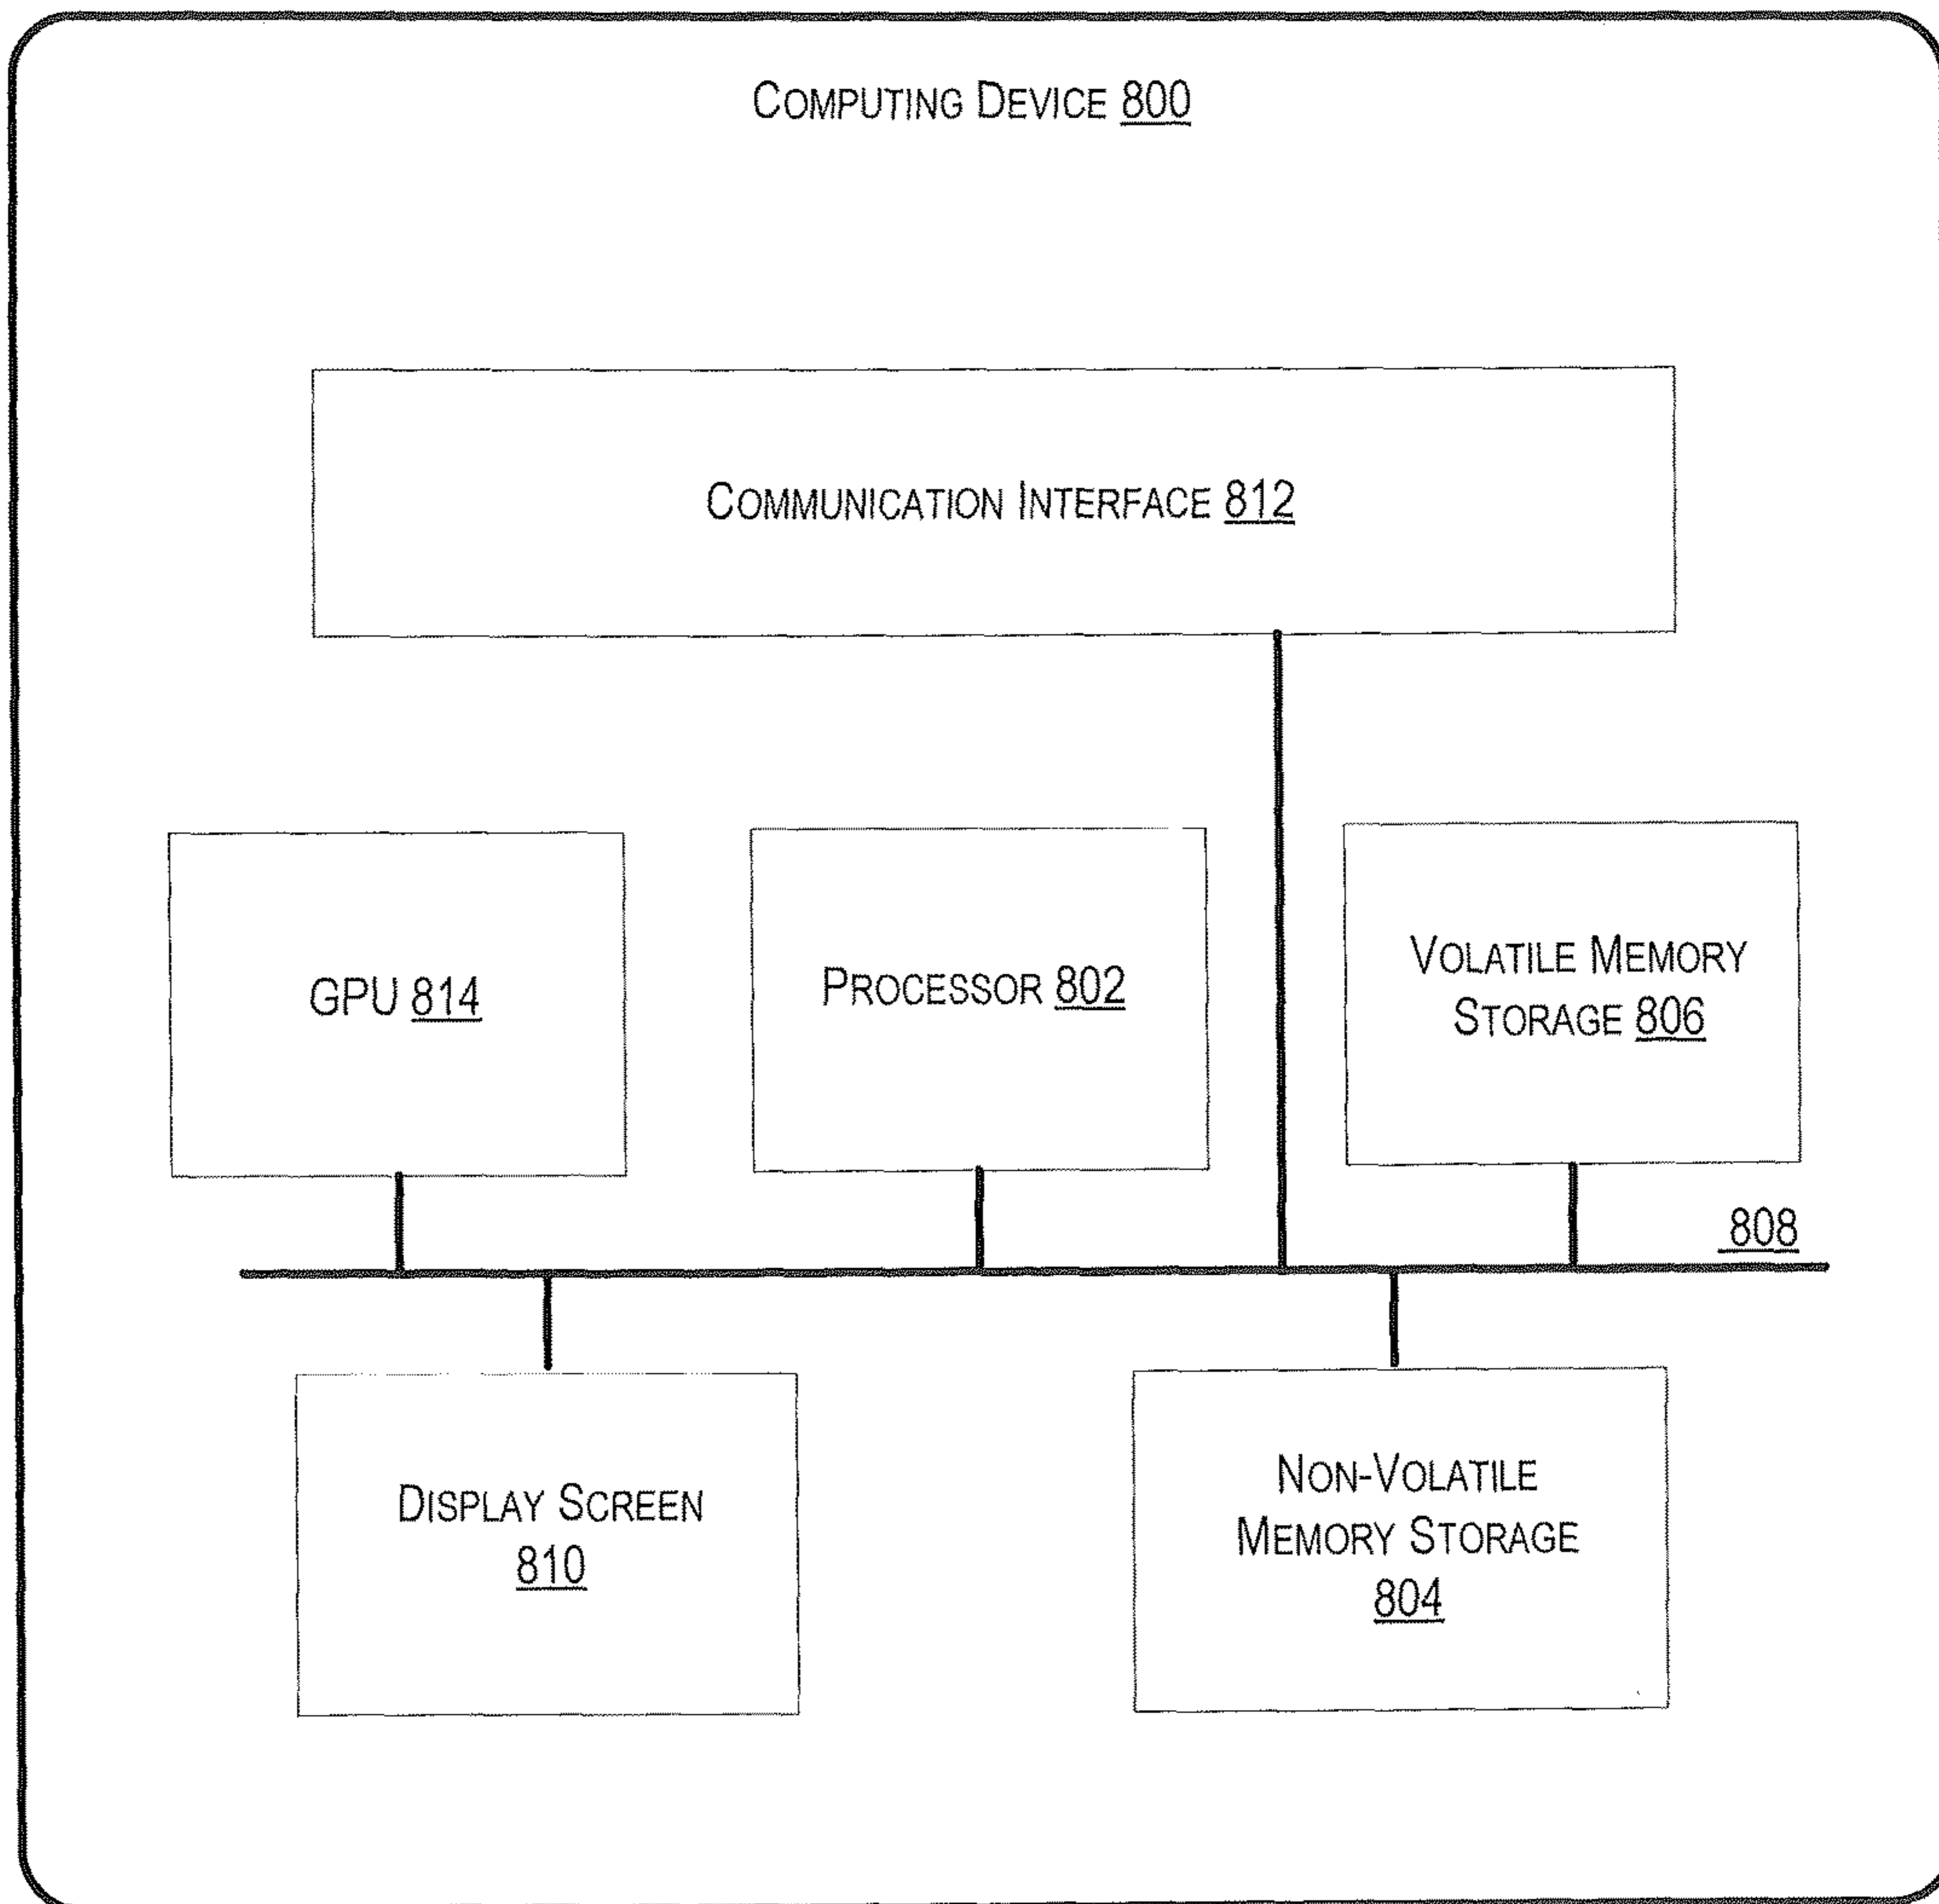 COMPUTING DEVICE 800
COMMUNICATION INTERFACE 812
GPU 814
PROCESSOR 802
VOLATILE MEMORY
STORAGE 806
808
DISPLAY SCREEN
810
NON-VOLATILE
MEMORY STORAGE
804